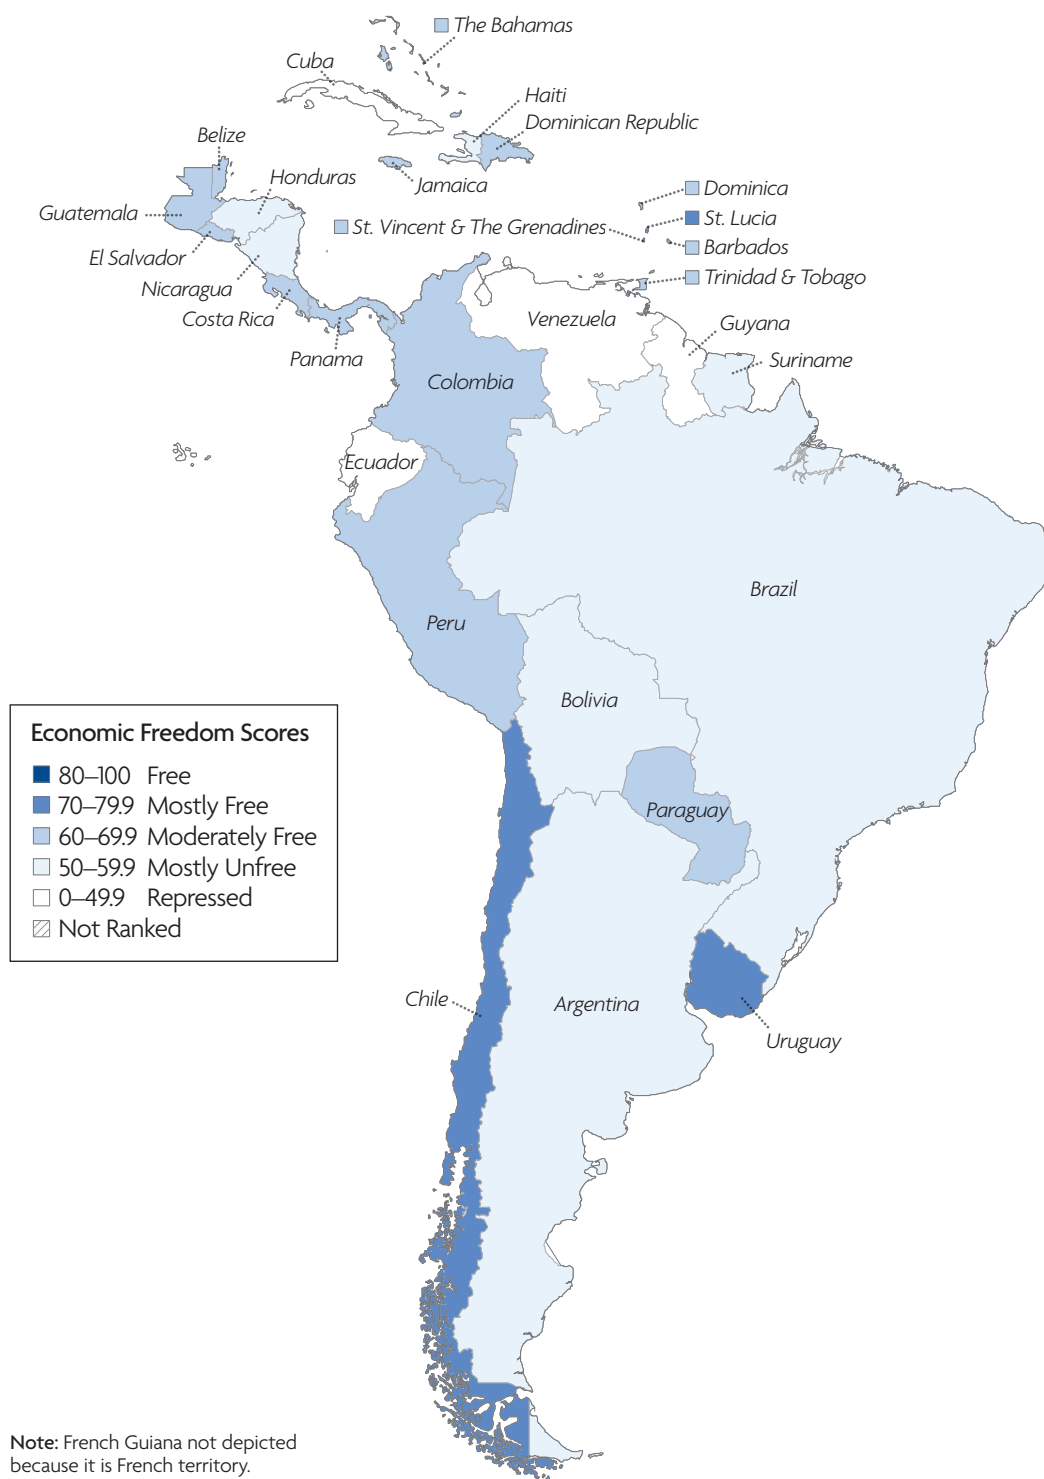 The Bahamas
Cuba
Haiti
Dominican Republic
Belize
Honduras
Jamaica
Dominica
Guatemala
St. Lucia
St. Vincent & The Grenadines
Barbados
El Salvador
Trinidad & Tobago
Nicaragua
Costa Rica
Venezuela
Guyana
Panama
Suriname
Colombia
Ecuador
Brazil
Peru
Bolivia
Economic Freedom Scores
80–100 Free
70–79.9 Mostly Free
60–69.9 Moderately Free
50–59.9 Mostly Unfree
0–49.9 Repressed
Not Ranked
Paraguay
Chile
Argentina
Uruguay
Note: French Guiana not depicted
because it is French territory.